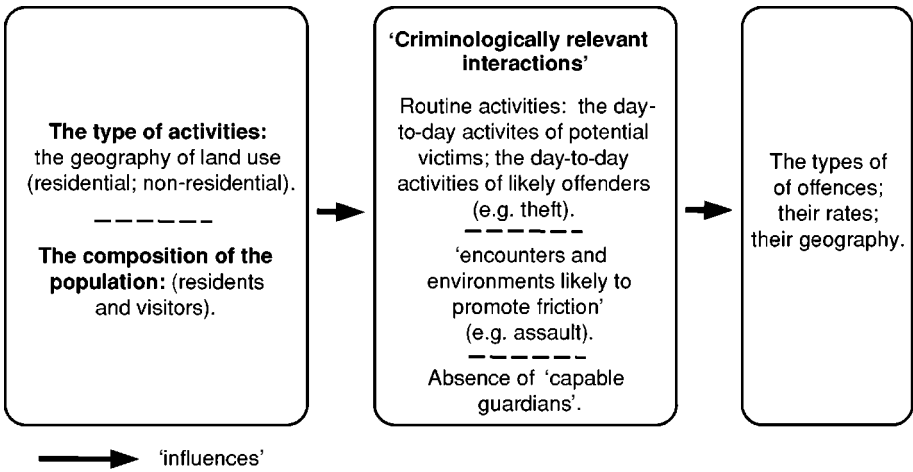 The type of activities:
the geography of land use
(residential; non-residential).
The composition of the
population: (residents
and visitors).
‘Criminologically relevant
interactions’
Routine activities: the day-
to-day activites of potential
victims; the day-to-day
activities of likely offenders
(e.g. theft).
‘encounters and
environments likely to
promote friction’
(e.g. assault).
Absence of ‘capable
guardians’.
The types of
of offences;
their rates;
their geography.
‘influences’